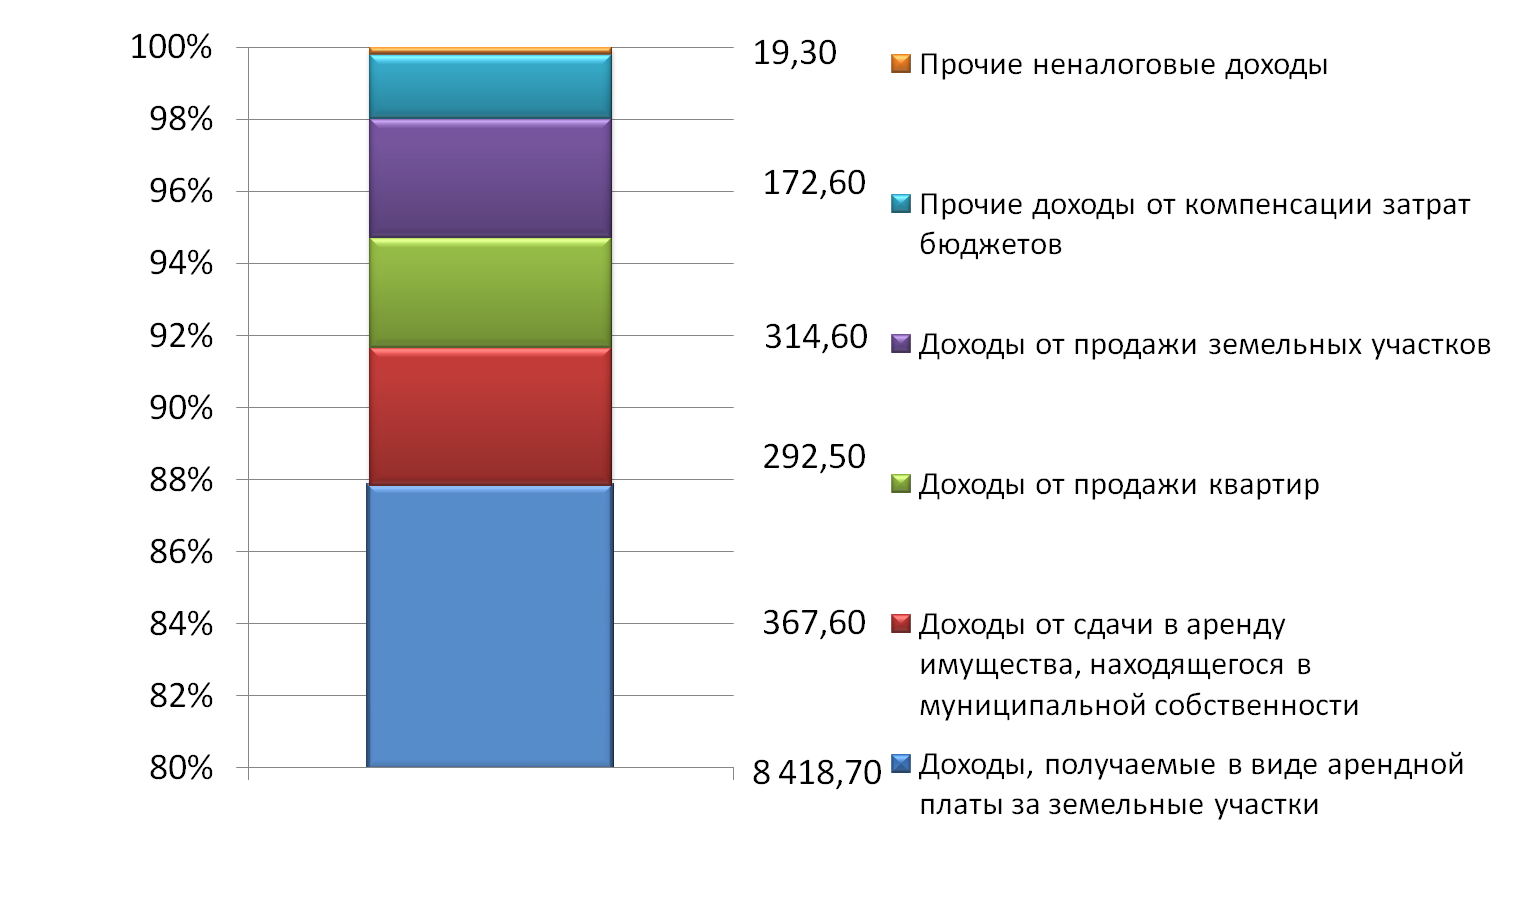 100%
98%
96%
94%
92%
90%
88%
86%
84%
82%
80%
19,30
172,60
314,60
292,50
367,60
8 418,70
Прочие неналоговые доходы
Прочие доходы от компенсации затрат
бюджетов
Доходы от продажи земельных участков
Доходы от продажи квартир
Доходы от сдачи в аренду
имущества, находящегося в
муниципальной собственности
Доходы, получаемые в виде арендной
платы за земельные участки